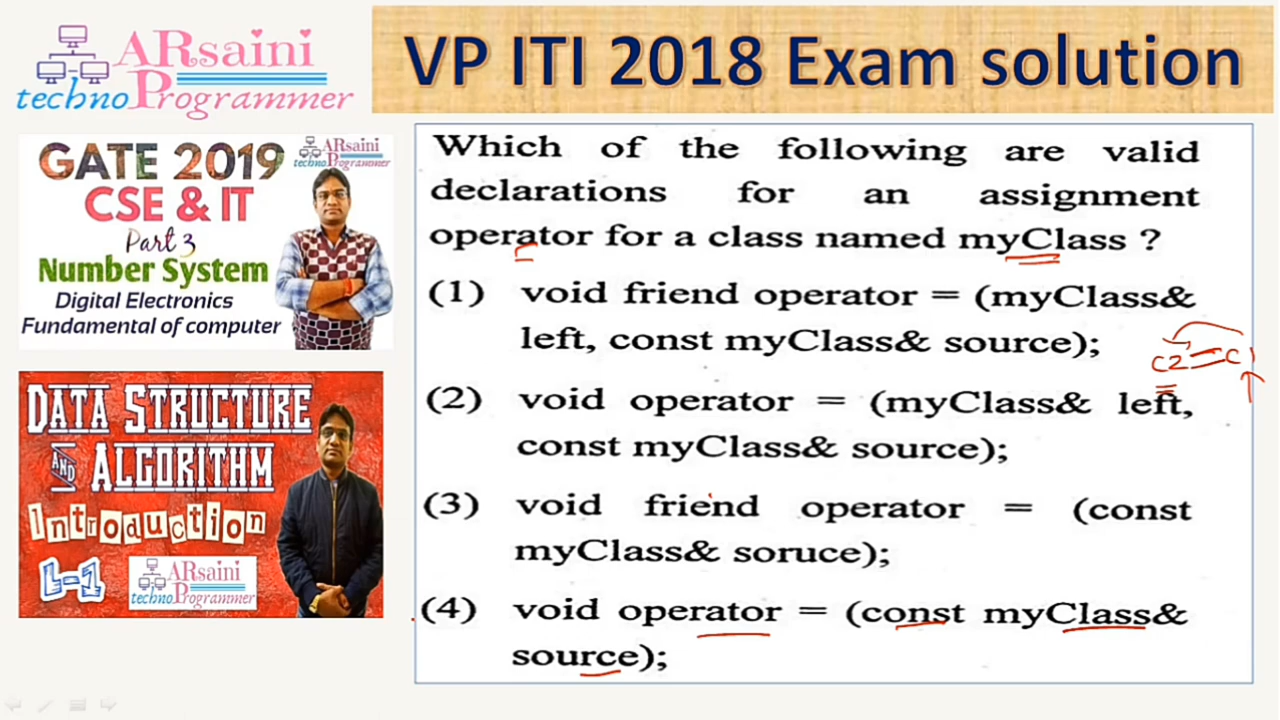 ARsaini
techno Programmer
VP ITI 2018 Exam solution
GATE 2019
ARsaini
techno Programmer
CSE & IT
Part 3
Number System
Digital Electronics
Fundamental of computer
DATA STRUCTURE
AND ALGORITHM
Introduction
L-1
ARsaini
techno Programmer
Which of the following are valid
declarations for an assignment
operator for a class named myClass ?
(1) void friend operator = (myClass&
left, const myClass& source);
C2 = C1
(2) void operator = (myClass& left,
const myClass& source);
(3) void friend operator = (const
myClass& soruce);
(4) void operator = (const myClass&
source);